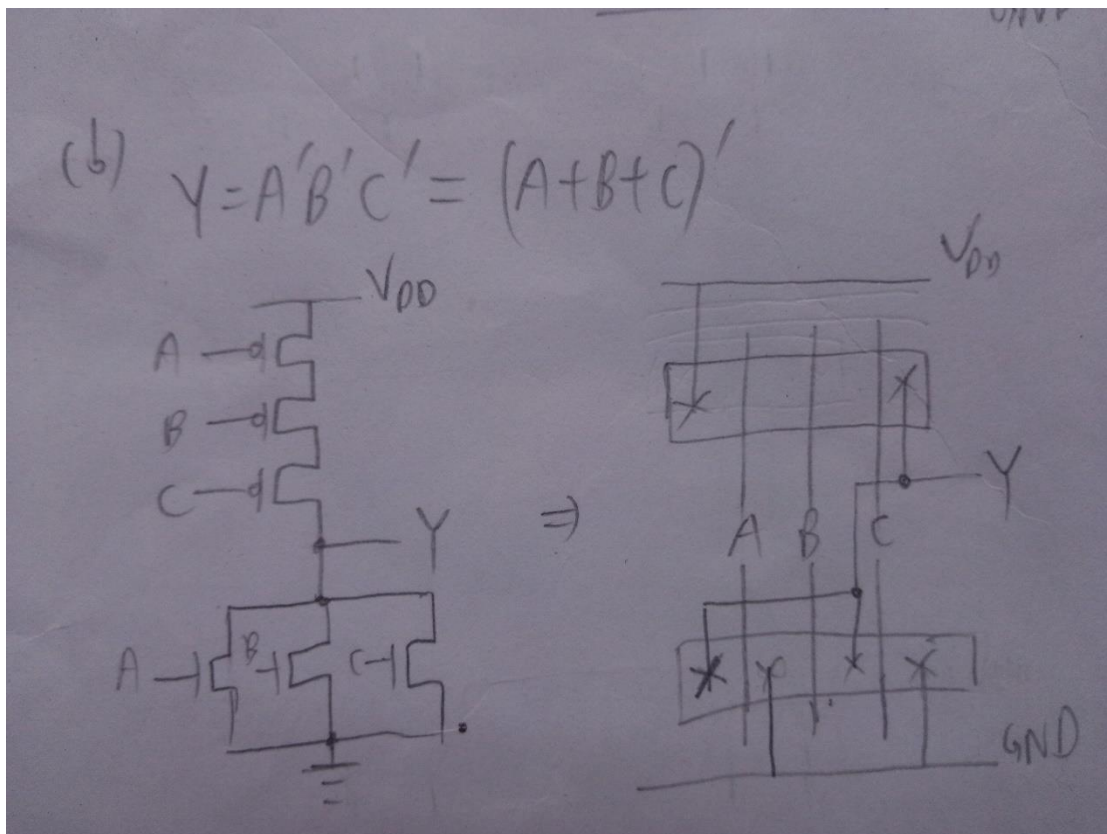 (b) Y = A'B'C' = (A+B+C)'
VDD
A
B
C
Y
A
B
C
⇒
VDD
Y
A B C
GND